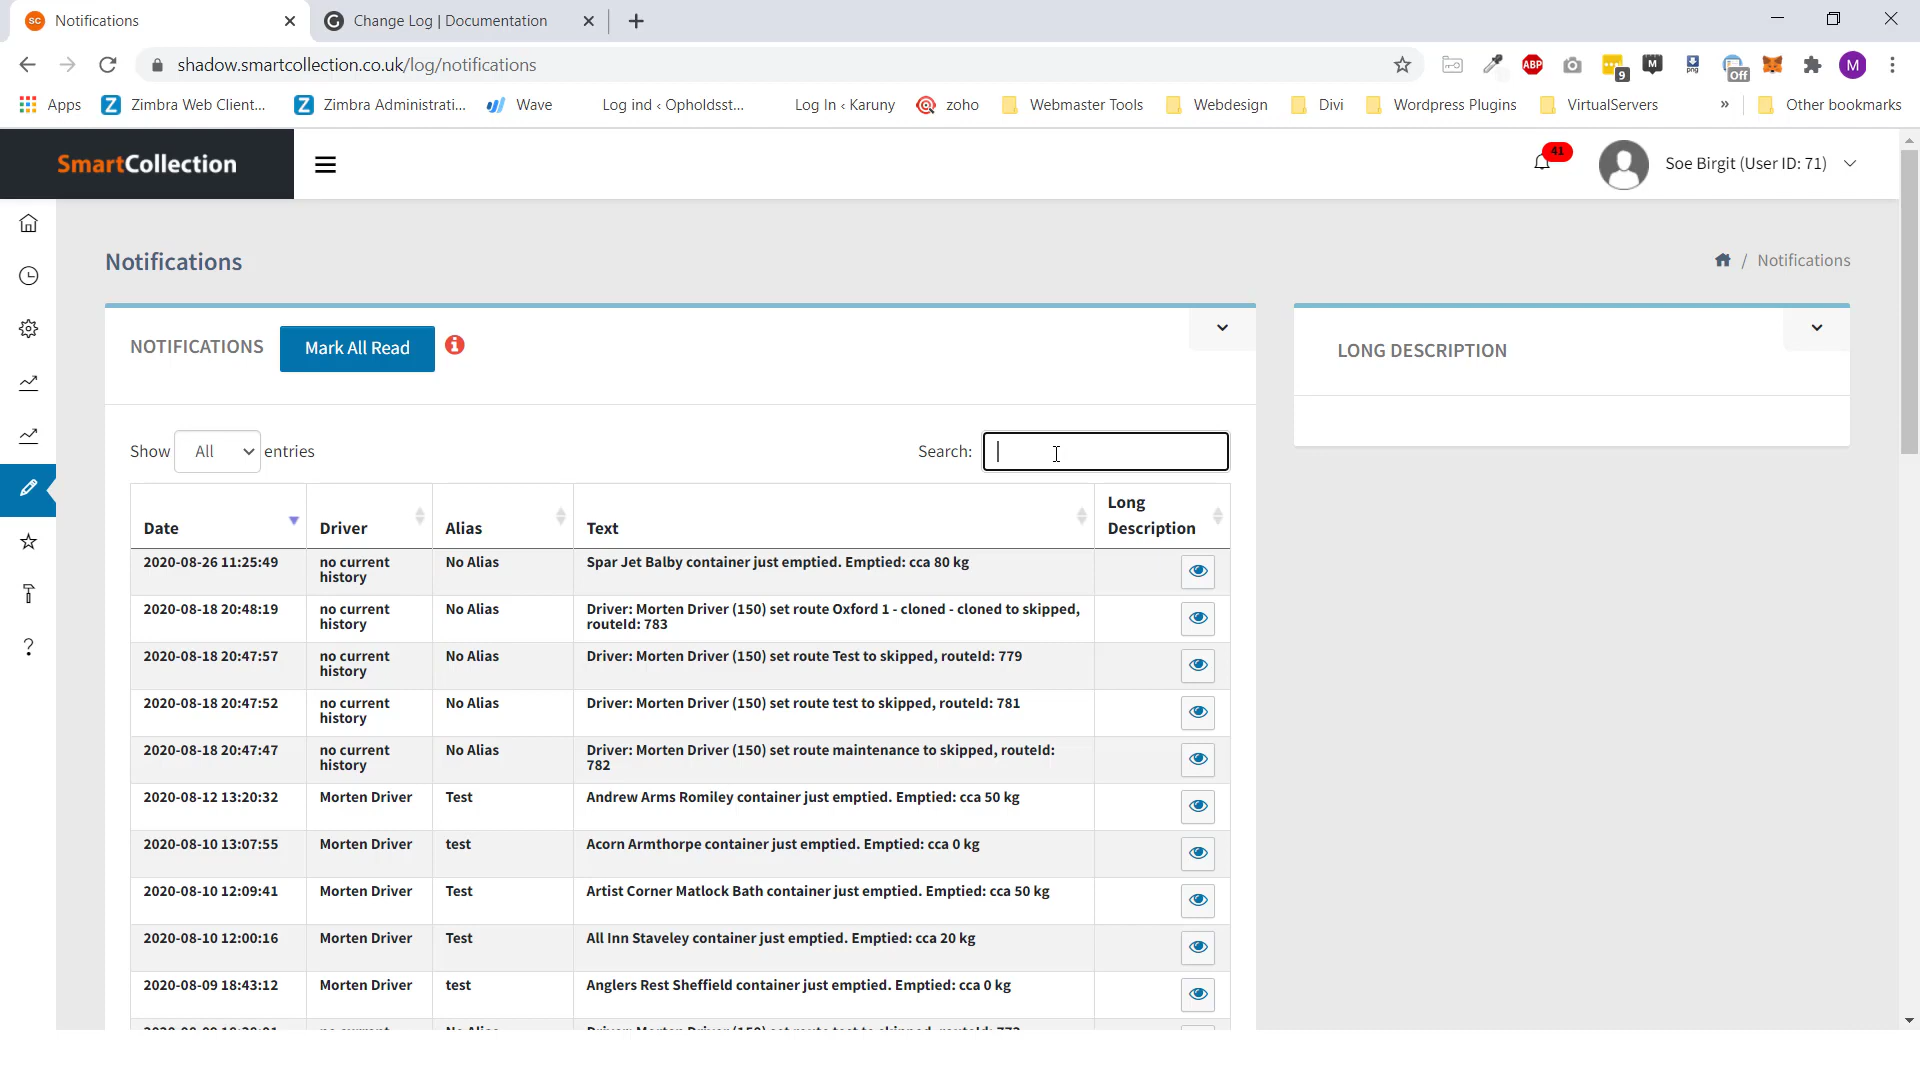 SC Notifications
Change Log | Documentation
shadow.smartcollection.co.uk/log/notifications
ABP
9
M
png
Off
M
Apps
Z Zimbra Web Client...
Z Zimbra Administrati...
Wave
Log ind ‹ Opholdsst...
Log In ‹ Karuny
zoho
Webmaster Tools
Webdesign
Divi
Wordpress Plugins
VirtualServers
»
Other bookmarks
SmartCollection
41
Soe Birgit (User ID: 71)
Notifications
/ Notifications
NOTIFICATIONS
Mark All Read
LONG DESCRIPTION
Show All entries
Search:
Date Driver Alias Text Long Description
2020-08-26 11:25:49 no current history No Alias Spar Jet Balby container just emptied. Emptied: cca 80 kg
2020-08-18 20:48:19 no current history No Alias Driver: Morten Driver (150) set route Oxford 1 - cloned - cloned to skipped, routeId: 783
2020-08-18 20:47:57 no current history No Alias Driver: Morten Driver (150) set route Test to skipped, routeId: 779
2020-08-18 20:47:52 no current history No Alias Driver: Morten Driver (150) set route test to skipped, routeId: 781
2020-08-18 20:47:47 no current history No Alias Driver: Morten Driver (150) set route maintenance to skipped, routeId: 782
2020-08-12 13:20:32 Morten Driver Test Andrew Arms Romiley container just emptied. Emptied: cca 50 kg
2020-08-10 13:07:55 Morten Driver test Acorn Armthorpe container just emptied. Emptied: cca 0 kg
2020-08-10 12:09:41 Morten Driver Test Artist Corner Matlock Bath container just emptied. Emptied: cca 50 kg
2020-08-10 12:00:16 Morten Driver Test All Inn Staveley container just emptied. Emptied: cca 20 kg
2020-08-09 18:43:12 Morten Driver test Anglers Rest Sheffield container just emptied. Emptied: cca 0 kg